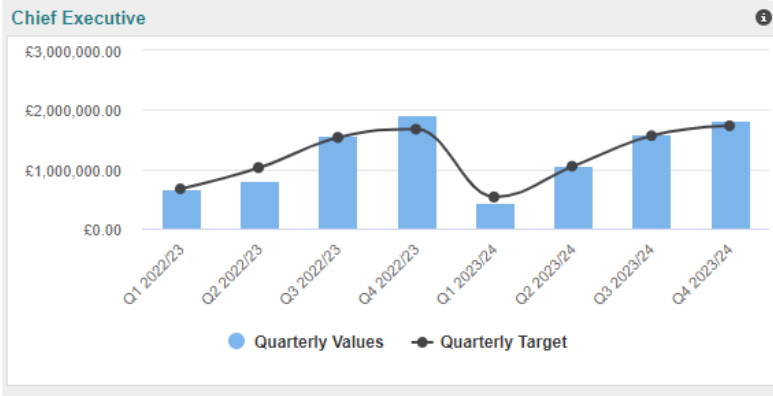 Chief Executive
£3,000,000.00
£2,000,000.00
£1,000,000.00
£0.00
Q1 2022/23
Q2 2022/23
Q3 2022/23
Q4 2022/23
Q1 2023/24
Q2 2023/24
Q3 2023/24
Q4 2023/24
Quarterly Values
Quarterly Target